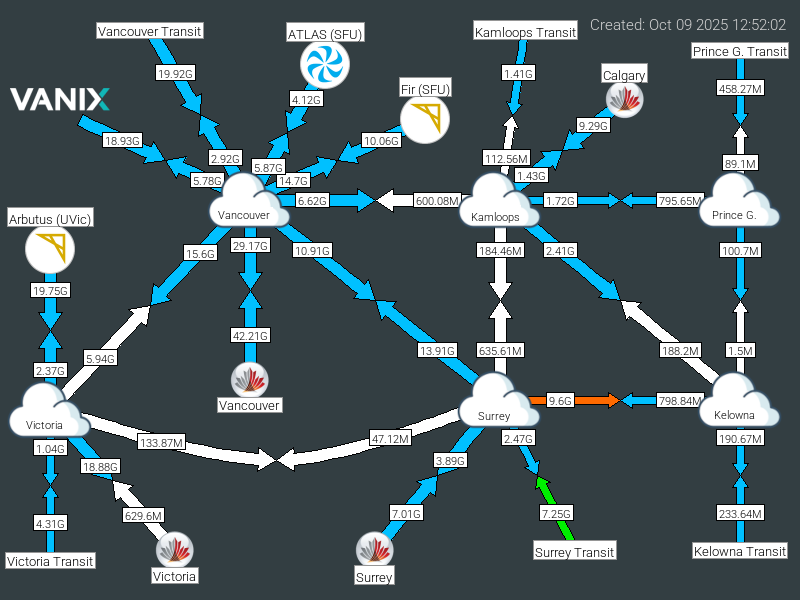 Created: Oct 09 2025 12:52:02
Vancouver Transit
ATLAS (SFU)
Kamloops Transit
Prince G. Transit
19.92G
1.41G
Calgary
Fir (SFU)
458.27M
VANIX
4.12G
9.29G
18.93G
10.06G
2.92G
112.56M
89.1M
5.87G
5.78G
14.7G
1.43G
6.62G
600.08M
1.72G
795.65M
Vancouver
Kamloops
Prince G.
Arbutus (UVic)
15.6G
29.17G
10.91G
184.46M
2.41G
100.7M
19.75G
42.21G
5.94G
13.91G
635.61M
188.2M
1.5M
2.37G
Vancouver
9.6G
798.84M
Victoria
Surrey
Kelowna
133.87M
47.12M
2.47G
190.67M
1.04G
18.88G
3.89G
4.31G
629.6M
7.01G
7.25G
233.64M
Victoria Transit
Victoria
Surrey
Surrey Transit
Kelowna Transit